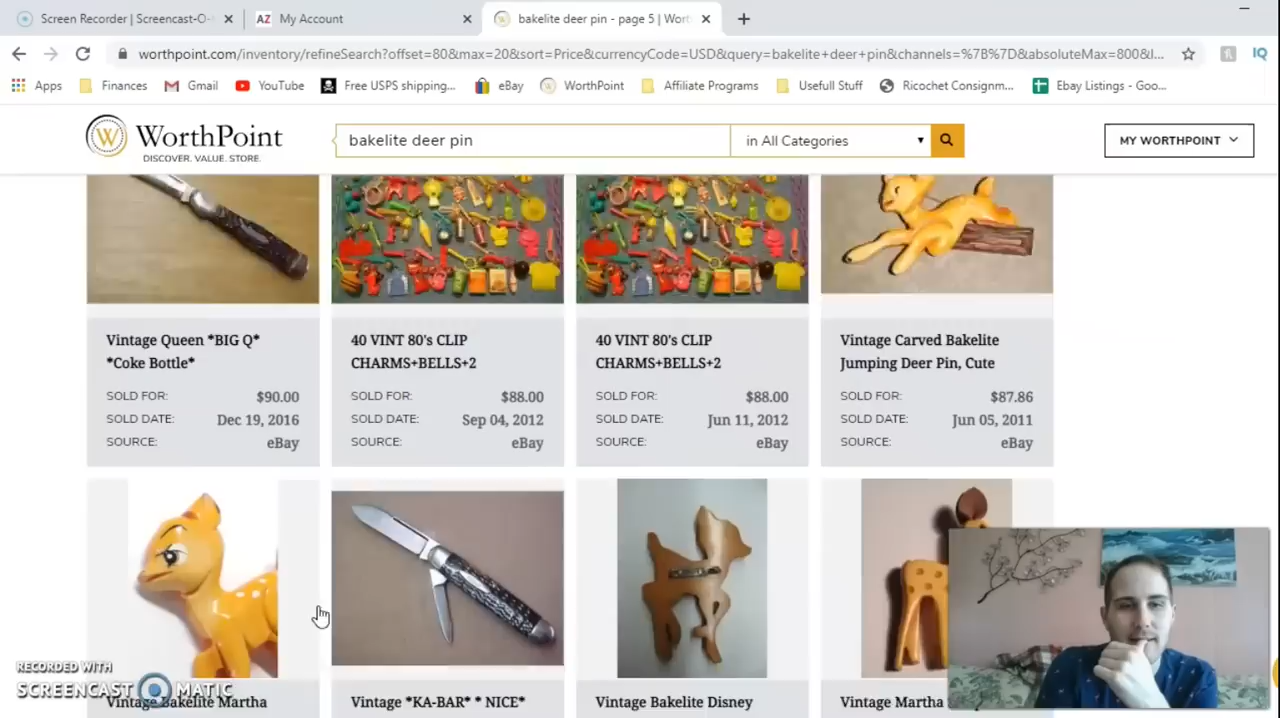 Screen Recorder | Screencast-O-
AZ My Account
bakelite deer pin - page 5 | Wort
worthpoint.com/inventory/refineSearch?offset=80&max=20&sort=Price&currencyCode=USD&query=bakelite+deer+pin&channels=%7B%7D&absoluteMax=800&l...
Apps Finances Gmail YouTube Free USPS shipping... eBay WorthPoint Affiliate Programs Usefull Stuff Ricochet Consignm... Ebay Listings - Goo...
WorthPoint
DISCOVER. VALUE. STORE.
bakelite deer pin
in All Categories
MY WORTHPOINT
Vintage Queen *BIG Q*
*Coke Bottle*
SOLD FOR: $90.00
SOLD DATE: Dec 19, 2016
SOURCE: eBay
40 VINT 80's CLIP
CHARMS+BELLS+2
SOLD FOR: $88.00
SOLD DATE: Sep 04, 2012
SOURCE: eBay
40 VINT 80's CLIP
CHARMS+BELLS+2
SOLD FOR: $88.00
SOLD DATE: Jun 11, 2012
SOURCE: eBay
Vintage Carved Bakelite
Jumping Deer Pin, Cute
SOLD FOR: $87.86
SOLD DATE: Jun 05, 2011
SOURCE: eBay
Vintage Bakelite Martha
Vintage *KA-BAR* * NICE*
Vintage Bakelite Disney
Vintage Martha
RECORDED WITH
SCREENCAST MATIC